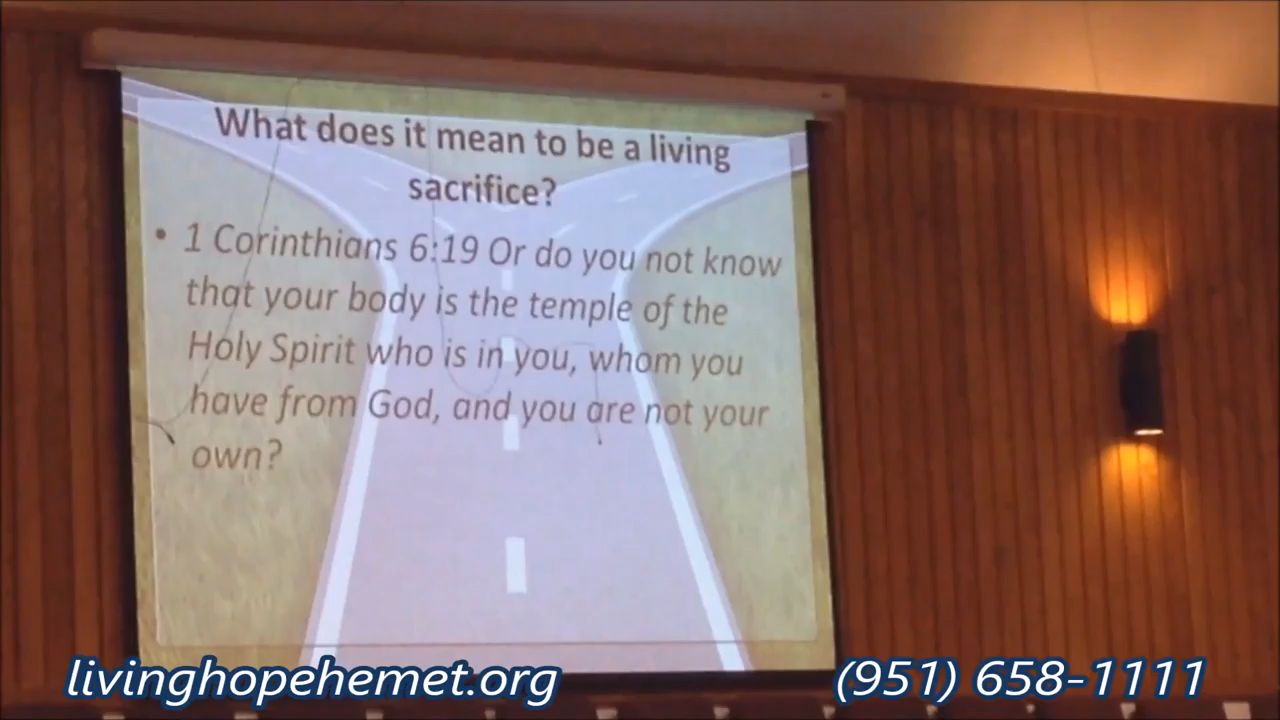 What does it mean to be a living
sacrifice?
• 1 Corinthians 6:19 Or do you not know
that your body is the temple of the
Holy Spirit who is in you, whom you
have from God, and you are not your
own?
livinghopehemet.org
(951) 658-1111